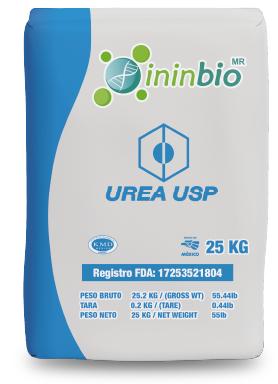 ininbio MR
UREA USP
KMD
MÉXICO
25 KG
Registro FDA: 17253521804
PESO BRUTO 25.2 KG / (GROSS WT) 55.44lb
TARA 0.2 KG / (TARE) 0.44lb
PESO NETO 25 KG / NET WEIGHT 55lb